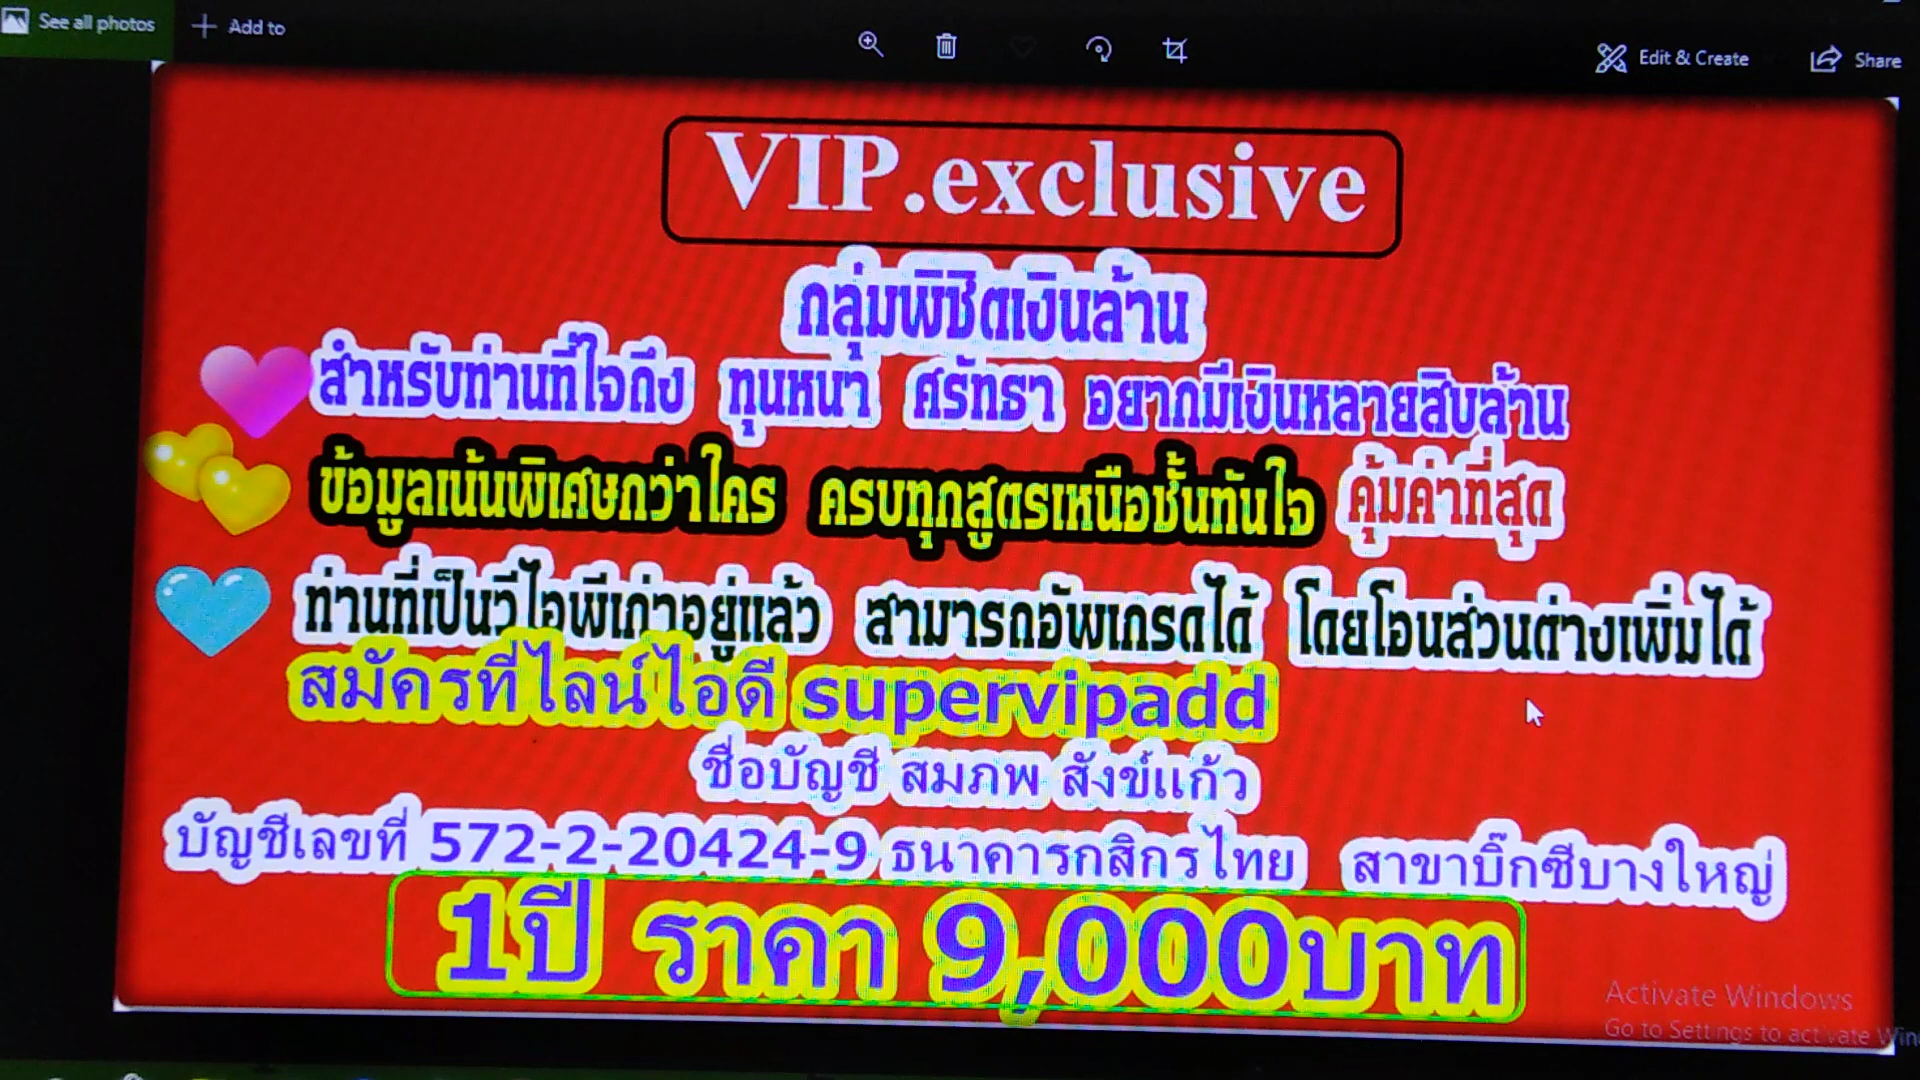 See all photos
Add to
Edit & Create
Share
VIP.exclusive
กลุ่มพิชิตเงินล้าน
สำหรับท่านที่ใจถึง ทุนหนา ศรัทธา อยากมีเงินหลายสิบล้าน
ข้อมูลเน้นพิเศษกว่าใคร ครบทุกสูตรเหนือชั้นทันใจ คุ้มค่าที่สุด
ท่านที่เป็นวีไอพีเก่าอยู่แล้ว สามารถอัพเกรดได้ โดยโอนส่วนต่างเพิ่มได้
สมัครที่ไลน์ไอดี supervipadd
ชื่อบัญชี สมภพ สังข์แก้ว
บัญชีเลขที่ 572-2-20424-9 ธนาคารกสิกรไทย สาขาบิ๊กซีบางใหญ่
1ปี ราคา 9,000บาท
Activate Windows
Go to Settings to activate Win